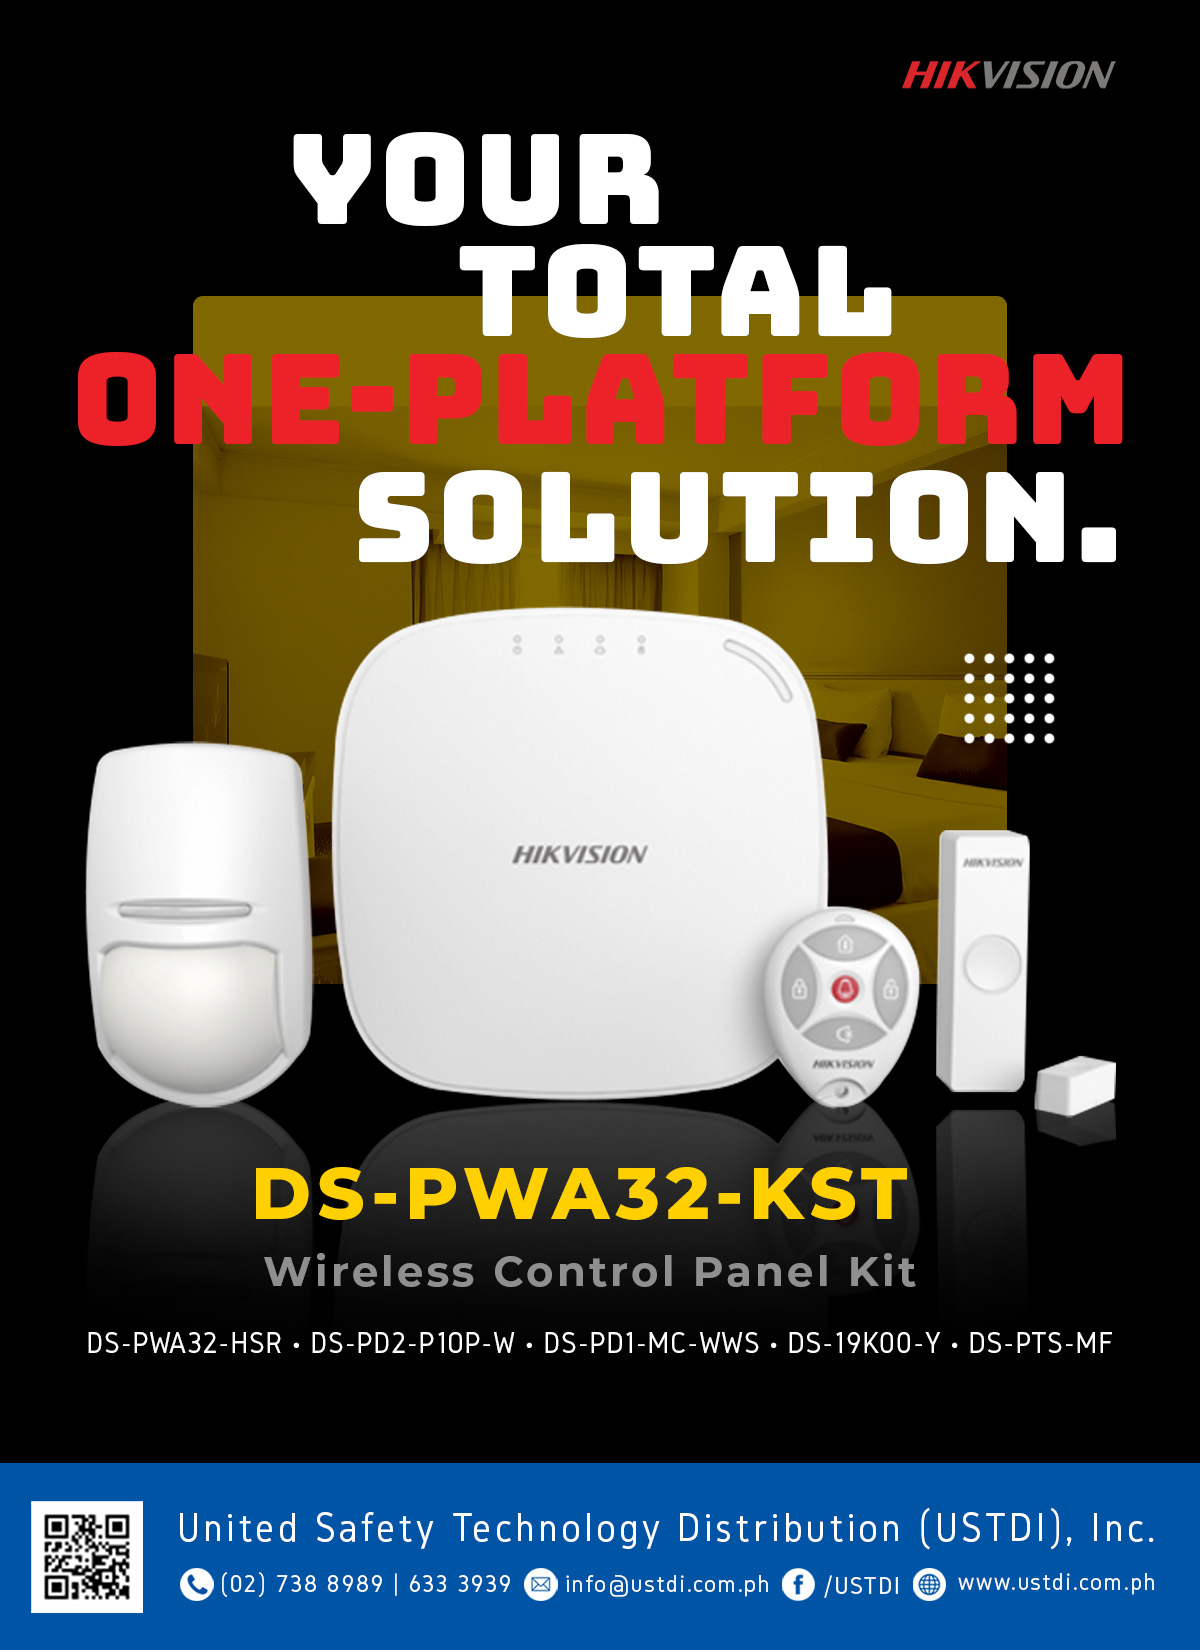 HIKVISION
YOUR
TOTAL
ONE-PLATFORM
SOLUTION.
HIKVISION
HIKVISION
HIKVISION
DS-PWA32-KST
Wireless Control Panel Kit
DS-PWA32-HSR • DS-PD2-P10P-W • DS-PD1-MC-WWS • DS-19K00-Y • DS-PTS-MF
United Safety Technology Distribution (USTDI), Inc.
(02) 738 8989 | 633 3939 info@ustdi.com.ph /USTDI www.ustdi.com.ph